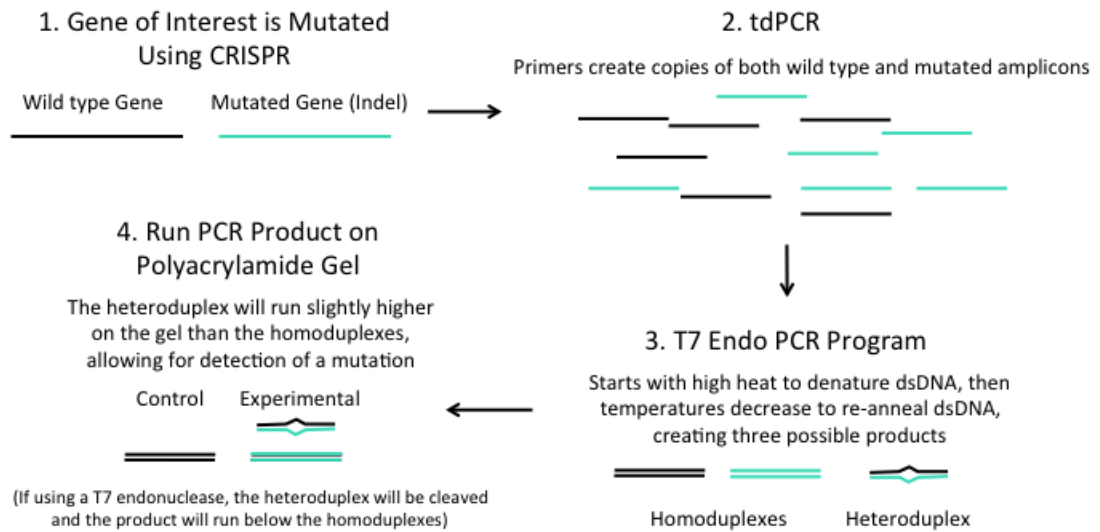 1. Gene of Interest is Mutated
Using CRISPR
Wild type Gene
Mutated Gene (Indel)
2. tdPCR
Primers create copies of both wild type and mutated amplicons
3. T7 Endo PCR Program
Starts with high heat to denature dsDNA, then
temperatures decrease to re-anneal dsDNA,
creating three possible products
Homoduplexes
Heteroduplex
4. Run PCR Product on
Polyacrylamide Gel
The heteroduplex will run slightly higher
on the gel than the homoduplexes,
allowing for detection of a mutation
Control
Experimental
(If using a T7 endonuclease, the heteroduplex will be cleaved
and the product will run below the homoduplexes)